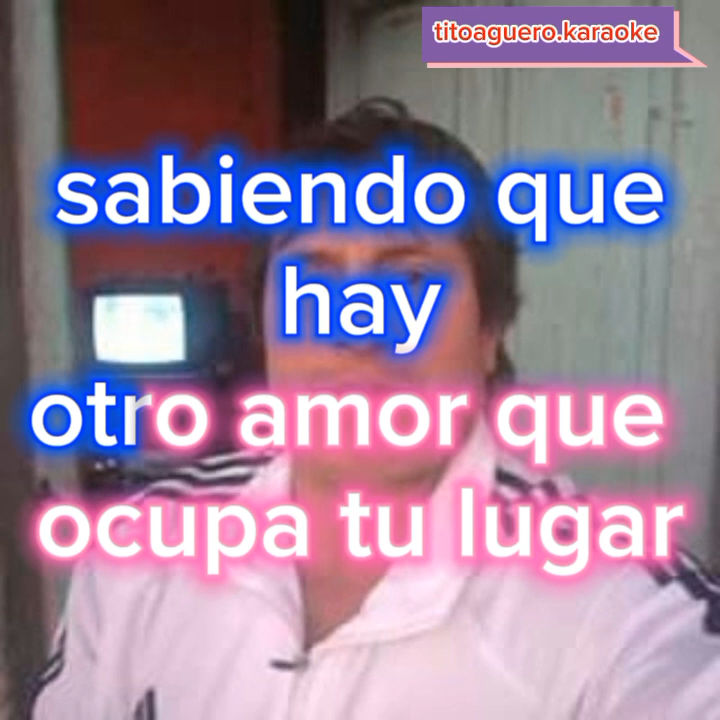 titoaguero.karaoke
sabiendo que
hay
otro amor que
ocupa tu lugar